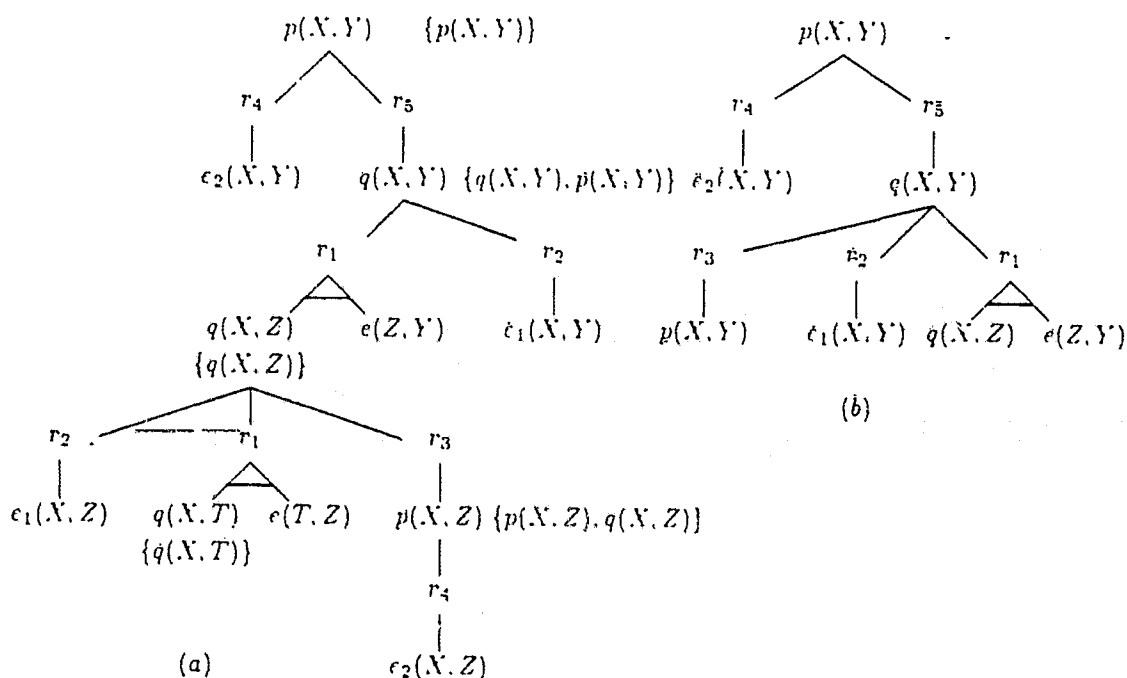 p(X,Y) {p(X,Y)} p(X,Y)
r₄ r₅ r₄ r₅
e₂(X,Y) q(X,Y) {q(X,Y),p(X,Y)} e₂(X,Y) q(X,Y)
r₁ r₂ r₃ r₂ r₁
q(X,Z) e(Z,Y) e₁(X,Y) p(X,Y) e₁(X,Y) q(X,Z) e(Z,Y)
{q(X,Z)}
(b)
r₂ r₁ r₃
e₁(X,Z) q(X,T) e(T,Z) p(X,Z) {p(X,Z),q(X,Z)}
{q(X,T)}
r₄
(a) e₂(X,Z)